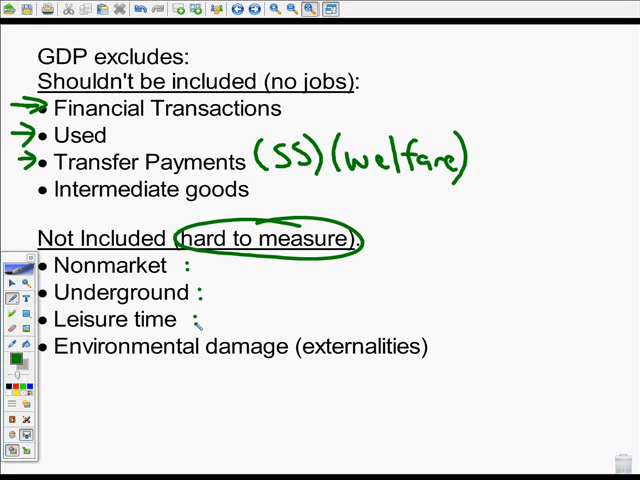 GDP excludes:
Shouldn't be included (no jobs):
• Financial Transactions
• Used
• Transfer Payments (SS) (welfare)
• Intermediate goods
Not Included (hard to measure).
• Nonmarket :
• Underground :
• Leisure time :
• Environmental damage (externalities)